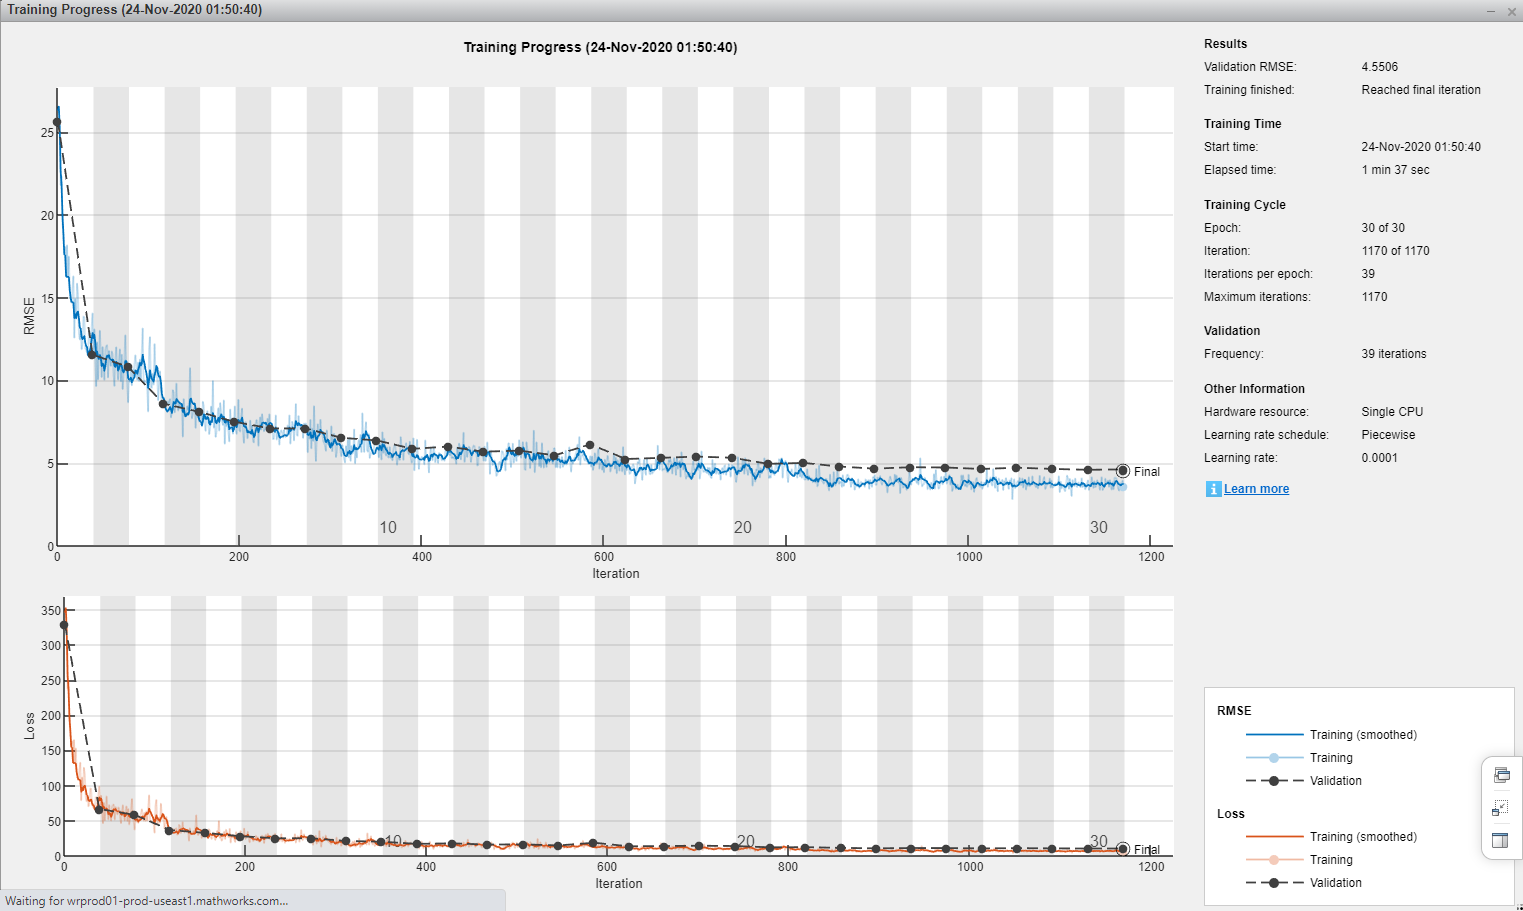 Training Progress (24-Nov-2020 01:50:40)
Training Progress (24-Nov-2020 01:50:40)
RMSE
25
20
15
10
5
0
10
20
30
Final
0
200
400
600
800
1000
1200
Iteration
Loss
350
300
250
200
150
100
50
0
10
20
30
Final
0
200
400
600
800
1000
1200
Iteration
Results
Validation RMSE: 4.5506
Training finished: Reached final iteration
Training Time
Start time: 24-Nov-2020 01:50:40
Elapsed time: 1 min 37 sec
Training Cycle
Epoch: 30 of 30
Iteration: 1170 of 1170
Iterations per epoch: 39
Maximum iterations: 1170
Validation
Frequency: 39 iterations
Other Information
Hardware resource: Single CPU
Learning rate schedule: Piecewise
Learning rate: 0.0001
i Learn more
RMSE
Training (smoothed)
Training
Validation
Loss
Training (smoothed)
Training
Validation
Waiting for wrprod01-prod-useast1.mathworks.com...